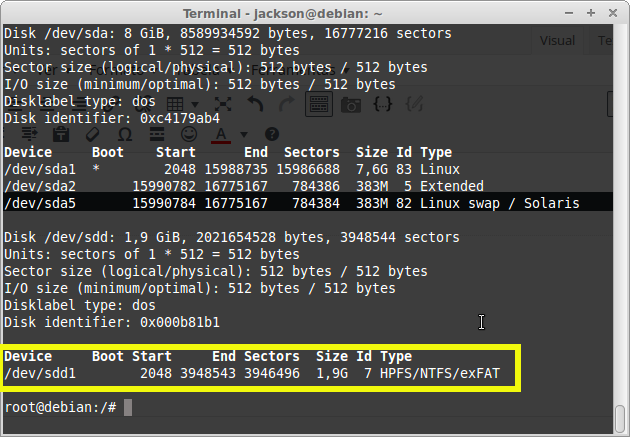 Terminal - jackson@debian: ~
Disk /dev/sda: 8 GiB, 8589934592 bytes, 16777216 sectors
Units: sectors of 1 * 512 = 512 bytes
Sector size (logical/physical): 512 bytes / 512 bytes
I/O size (minimum/optimal): 512 bytes / 512 bytes
Disklabel type: dos
Disk identifier: 0xc4179ab4
Visual
Device Boot Start End Sectors Size Id Type
/dev/sda1 * 2048 15988735 15986688 7,6G 83 Linux
/dev/sda2 15990782 16775167 784386 383M 5 Extended
/dev/sda5 15990784 16775167 784384 383M 82 Linux swap / Solaris
Disk /dev/sdd: 1,9 GiB, 2021654528 bytes, 3948544 sectors
Units: sectors of 1 * 512 = 512 bytes
Sector size (logical/physical): 512 bytes / 512 bytes
I/O size (minimum/optimal): 512 bytes / 512 bytes
Disklabel type: dos
Disk identifier: 0x000b81b1
Device Boot Start End Sectors Size Id Type
/dev/sdd1 2048 3948543 3946496 1,9G 7 HPFS/NTFS/exFAT
root@debian:/#